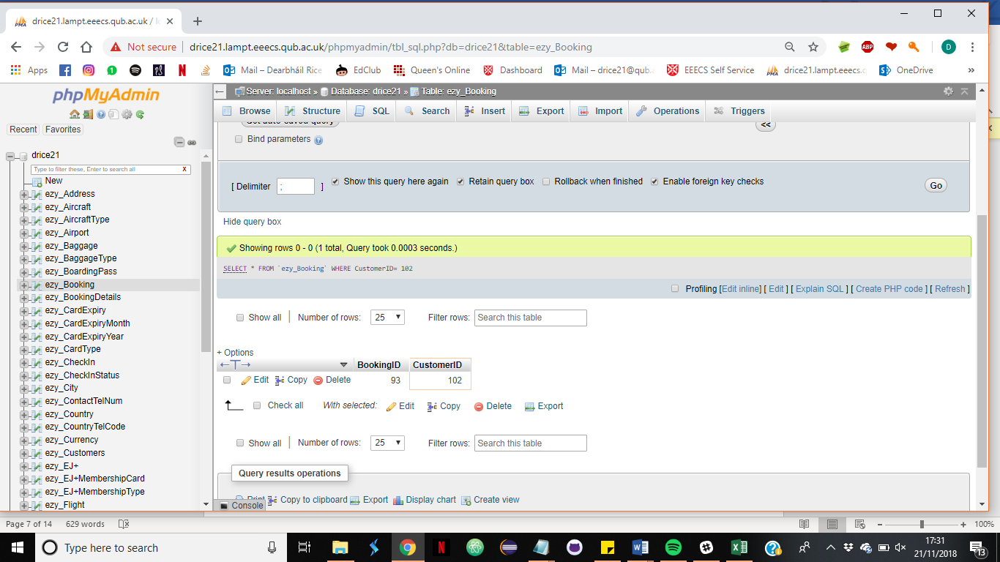 drice21.lampt.eeecs.qub.ac.uk /
Not secure | drice21.lampt.eeecs.qub.ac.uk/phpmyadmin/tbl_sql.php?db=drice21&table=ezy_Booking
ABP D
Apps Mail – Dearbháil Rice EdClub Queen's Online Dashboard Mail – drice21@qub. EEECS Self Service drice21.lampt.eeecs. OneDrive »
phpMyAdmin
Recent Favorites
drice21
Type to filter these, Enter to search all X
New
ezy_Address
ezy_Aircraft
ezy_AircraftType
ezy_Airport
ezy_Baggage
ezy_BaggageType
ezy_BoardingPass
ezy_Booking
ezy_BookingDetails
ezy_CardExpiry
ezy_CardExpiryMonth
ezy_CardExpiryYear
ezy_CardType
ezy_CheckIn
ezy_CheckInStatus
ezy_City
ezy_ContactTelNum
ezy_Country
ezy_CountryTelCode
ezy_Currency
ezy_Customers
ezy_EJ+
ezy_EJ+MembershipCard
ezy_EJ+MembershipType
ezy_Flight
Server: localhost » Database: drice21 » Table: ezy_Booking
Browse Structure SQL Search Insert Export Import Operations Triggers
Get auto-saved query <<
Bind parameters
[ Delimiter ; ] Show this query here again Retain query box Rollback when finished Enable foreign key checks Go
Hide query box
Showing rows 0 - 0 (1 total, Query took 0.0003 seconds.)
SELECT * FROM `ezy_Booking` WHERE CustomerID= 102
Profiling [Edit inline] [ Edit ] [ Explain SQL ] [ Create PHP code ] [ Refresh ]
Show all | Number of rows: 25 Filter rows: Search this table
+ Options
←T→ BookingID CustomerID
Edit Copy Delete 93 102
Check all With selected: Edit Copy Delete Export
Show all | Number of rows: 25 Filter rows: Search this table
Query results operations
Print Copy to clipboard Export Display chart Create view
Console
Page 7 of 14 629 words 100%
Type here to search
17:31
21/11/2018
13